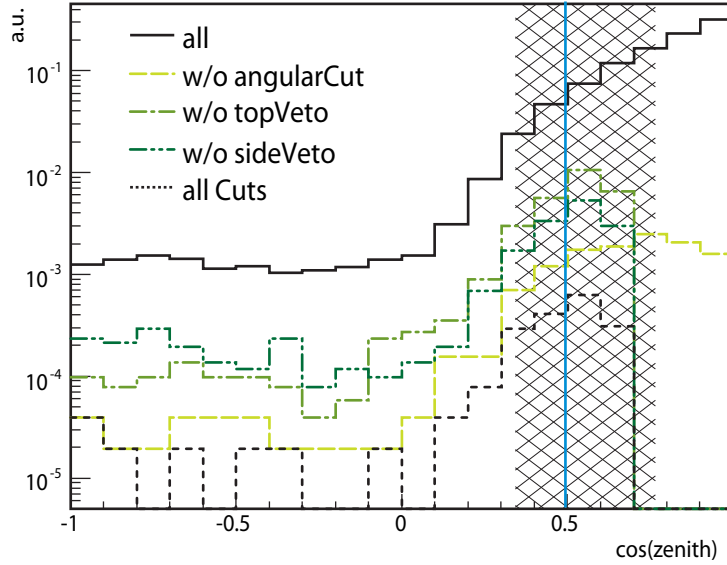 a.u.
all
w/o angularCut
w/o topVeto
w/o sideVeto
all Cuts
10-1
10-2
10-3
10-4
10-5
-1 -0.5 0 0.5
cos(zenith)